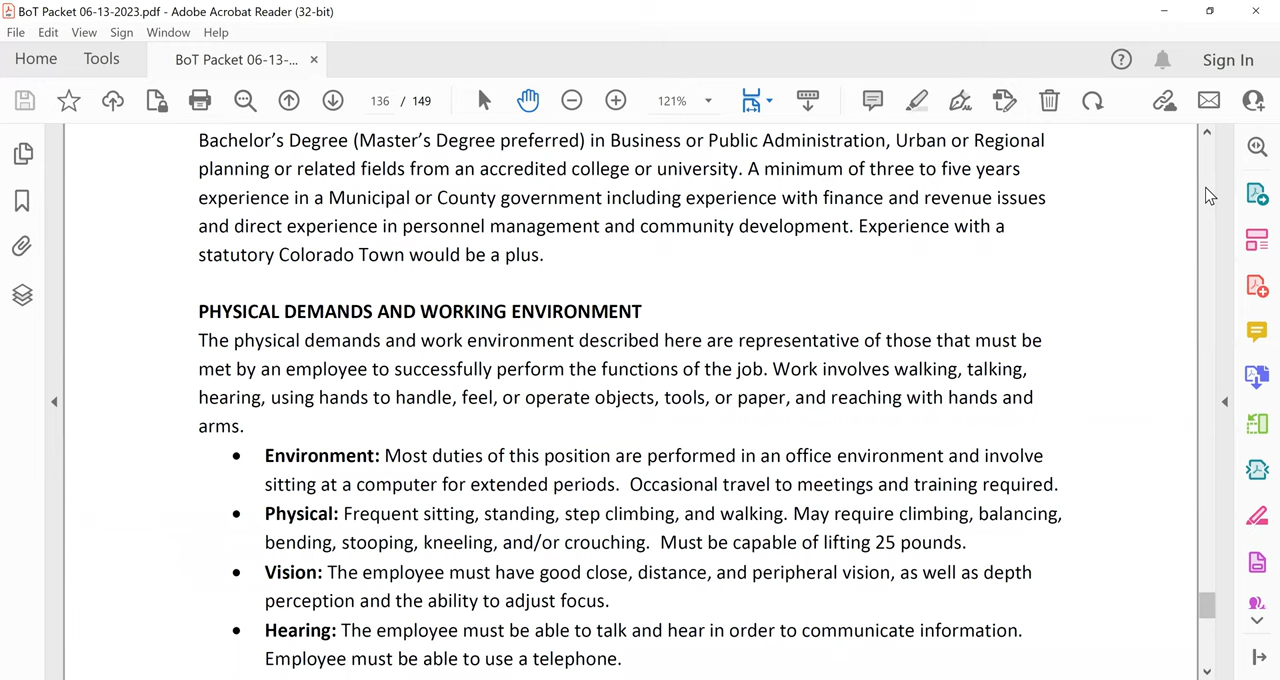 BoT Packet 06-13-2023.pdf - Adobe Acrobat Reader (32-bit)
File Edit View Sign Window Help
Home Tools BoT Packet 06-13-... × Sign In
136 / 149 121%
Bachelor’s Degree (Master’s Degree preferred) in Business or Public Administration, Urban or Regional
planning or related fields from an accredited college or university. A minimum of three to five years
experience in a Municipal or County government including experience with finance and revenue issues
and direct experience in personnel management and community development. Experience with a
statutory Colorado Town would be a plus.
PHYSICAL DEMANDS AND WORKING ENVIRONMENT
The physical demands and work environment described here are representative of those that must be
met by an employee to successfully perform the functions of the job. Work involves walking, talking,
hearing, using hands to handle, feel, or operate objects, tools, or paper, and reaching with hands and
arms.
• Environment: Most duties of this position are performed in an office environment and involve
sitting at a computer for extended periods.  Occasional travel to meetings and training required.
• Physical: Frequent sitting, standing, step climbing, and walking. May require climbing, balancing,
bending, stooping, kneeling, and/or crouching.  Must be capable of lifting 25 pounds.
• Vision: The employee must have good close, distance, and peripheral vision, as well as depth
perception and the ability to adjust focus.
• Hearing: The employee must be able to talk and hear in order to communicate information.
Employee must be able to use a telephone.